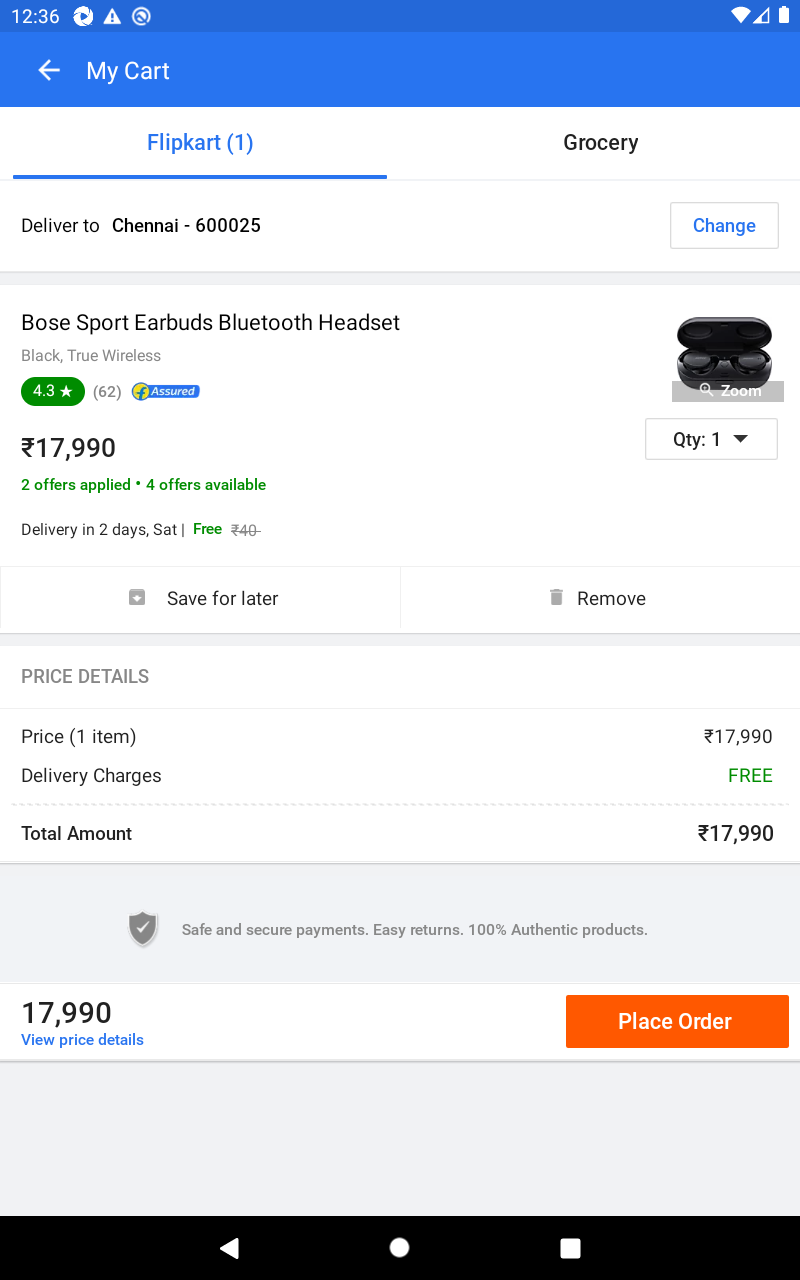 12:36
My Cart
Flipkart (1)
Grocery
Deliver to Chennai - 600025
Change
Bose Sport Earbuds Bluetooth Headset
Black, True Wireless
4.3 ★ (62) f Assured
Zoom
₹17,990
Qty: 1
2 offers applied • 4 offers available
Delivery in 2 days, Sat | Free ₹40
Save for later
Remove
PRICE DETAILS
Price (1 item) ₹17,990
Delivery Charges FREE
Total Amount ₹17,990
Safe and secure payments. Easy returns. 100% Authentic products.
17,990
View price details
Place Order